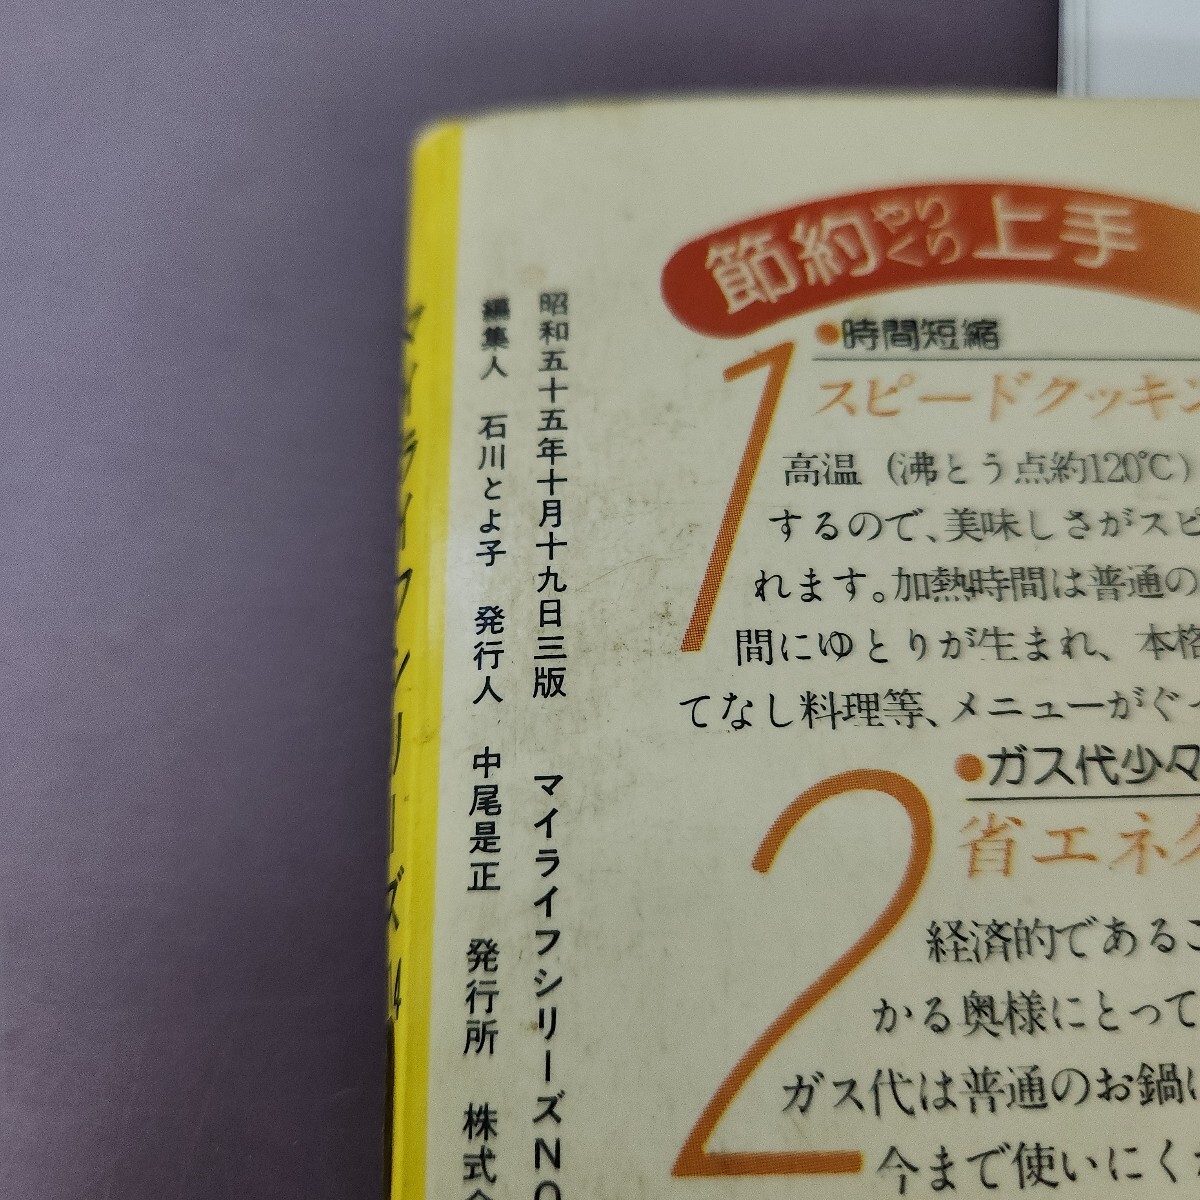 節約やくらうら上手
1
●時間短縮
スピードクッキン
高温（沸とう点約120℃）
するので、美味しさがスピ
れます。加熱時間は普通の
間にゆとりが生まれ、本格
てなし料理等、メニューがぐっ
2
●ガス代少々
省エネク
経済的であるこ
かる奥様にとって
ガス代は普通のお鍋に
今まで使いにくか
昭和五十五年十月十九日三版　マイライフシリーズNO
編集人　石川とよ子　発行人　中尾是正　発行所　株式会
マイライフシリーズ 14